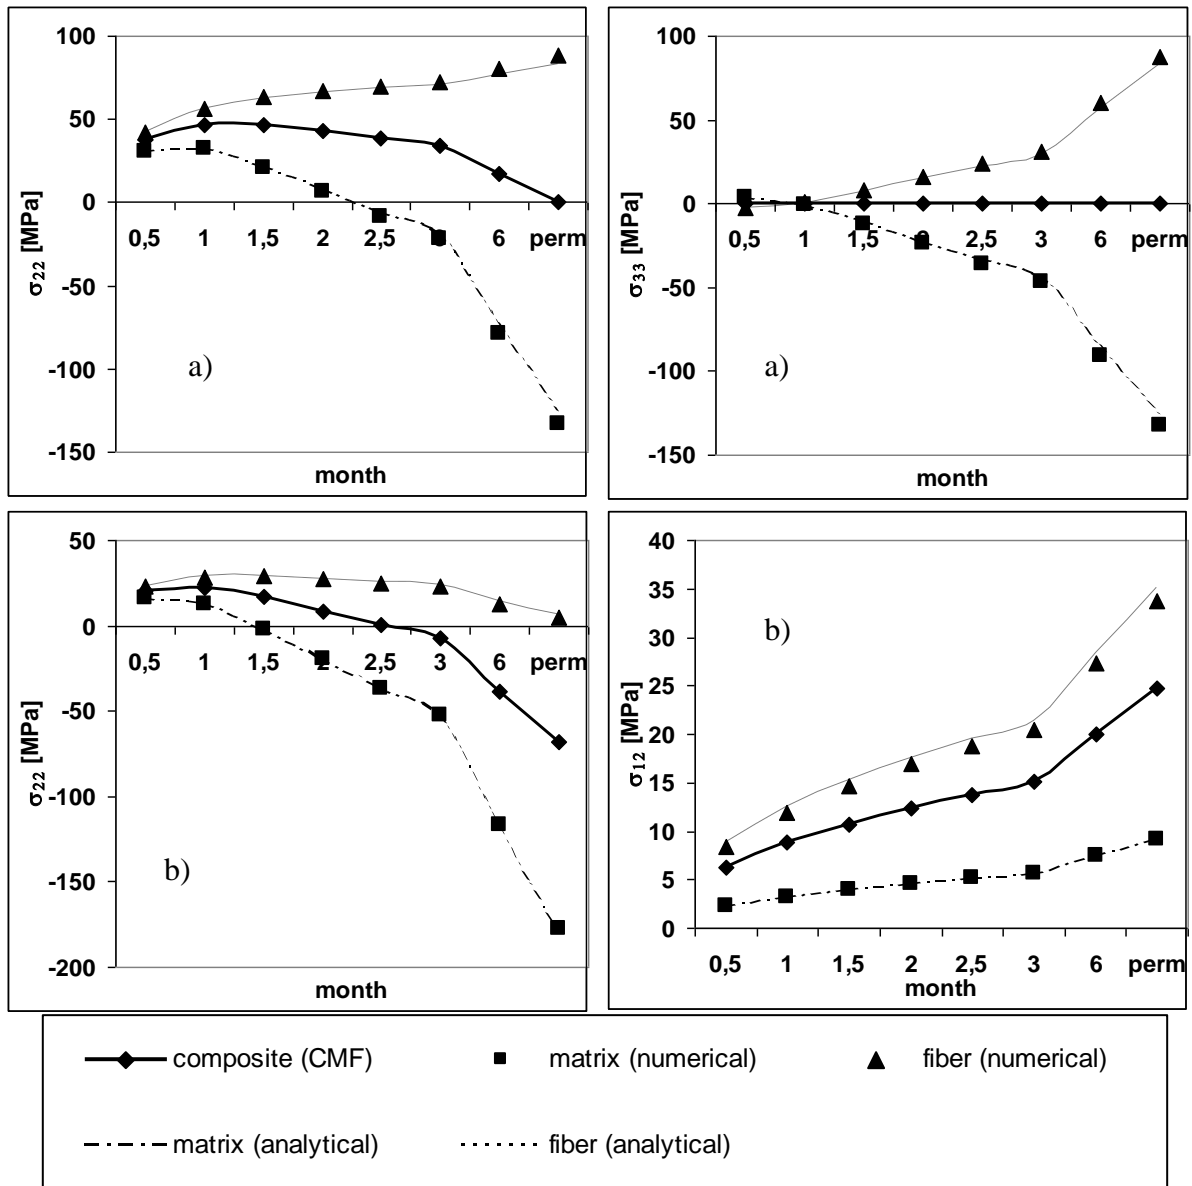 100
50
0
-50
-100
-150
σ22 [MPa]
0,5 1 1,5 2 2,5 3 6 perm
a)
month
100
50
0
-50
-100
-150
σ33 [MPa]
0,5 1 1,5 2 2,5 3 6 perm
a)
month
50
0
-50
-100
-150
-200
σ22 [MPa]
0,5 1 1,5 2 2,5 3 6 perm
b)
month
40
35
30
25
20
15
10
5
0
σ12 [MPa]
b)
0,5 1 1,5 2 2,5 3 6 perm
month
composite (CMF) matrix (numerical) fiber (numerical)
matrix (analytical) fiber (analytical)